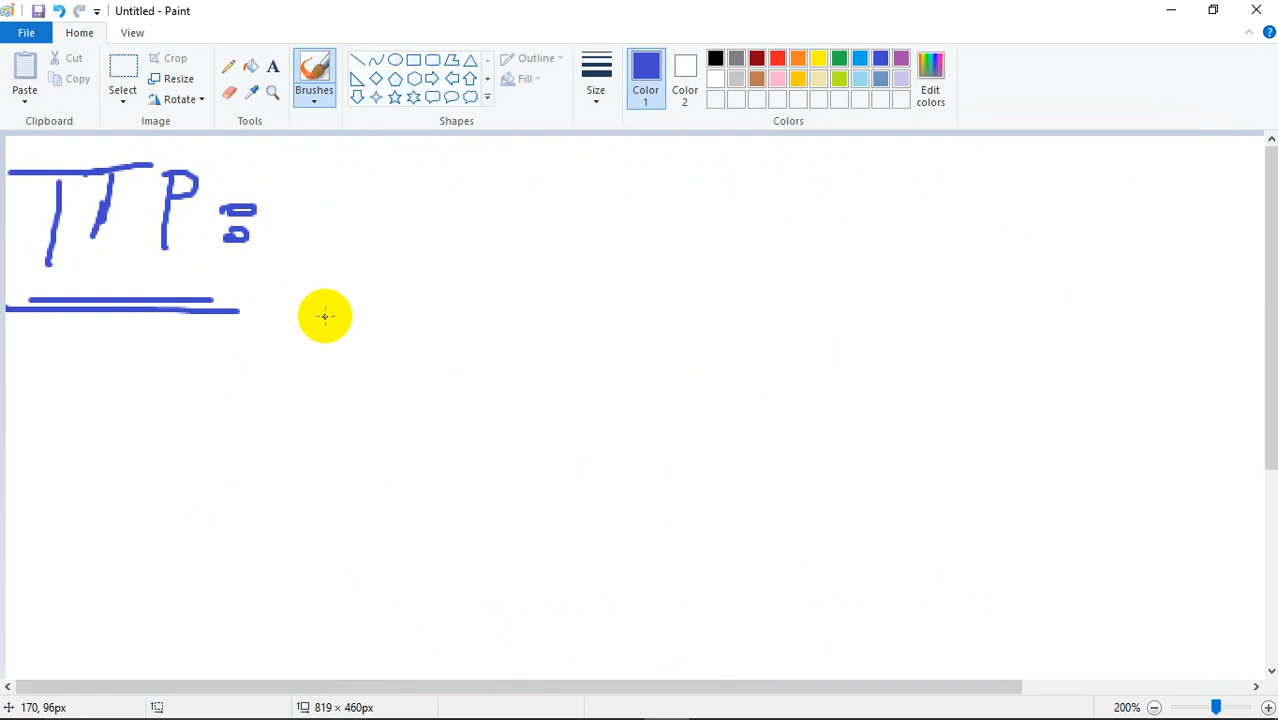 Untitled - Paint
File Home View
Paste Cut Copy Clipboard
Select Crop Resize Rotate Image
Tools
Brushes
Outline Fill Shapes
Size
Color 1 Color 2 Edit colors Colors
TTP =
170, 96px 819 × 460px 200%